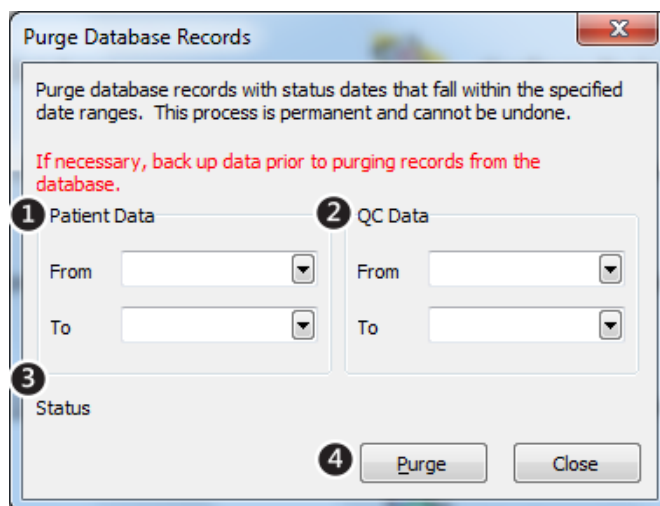 Purge Database Records
X
Purge database records with status dates that fall within the specified
date ranges. This process is permanent and cannot be undone.
If necessary, back up data prior to purging records from the
database.
1 Patient Data
2 QC Data
From
From
To
To
3
Status
4 Purge
Close